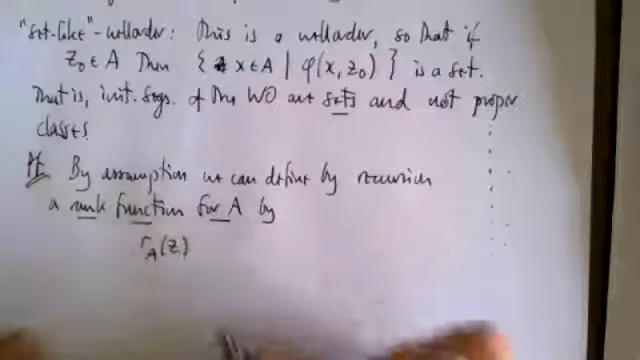 "set-like"-wellorder: This is a wellorder, so that if
z₀ ∈ A Then { x ∈ A | φ(x, z₀) } is a set.
That is, init. segs. of the WO are sets and not proper
classes.
Pf By assumption we can define by recursion
a rank function for A by
r_A(z)